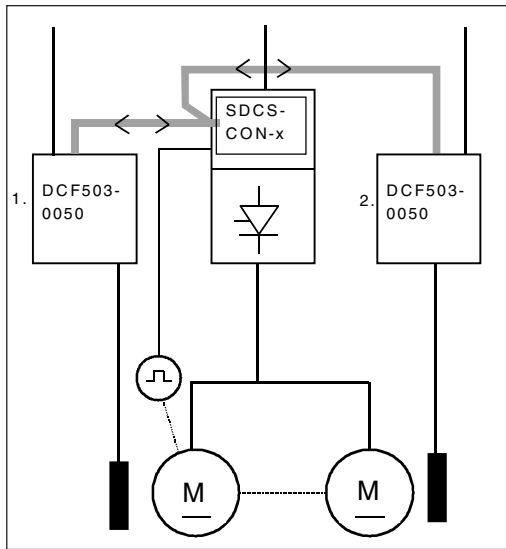 SDCS-
CON-x
1.
DCF503-
0050
2.
DCF503-
0050
M
M